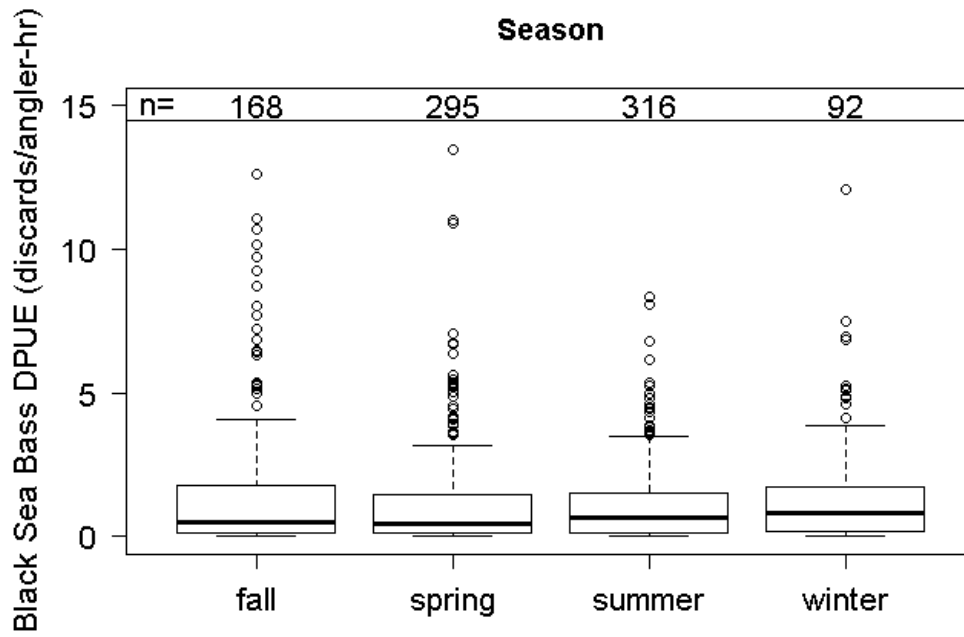 Season
Black Sea Bass DPUE (discards/angler-hr)
15
10
5
0
n= 168 295 316 92
fall spring summer winter